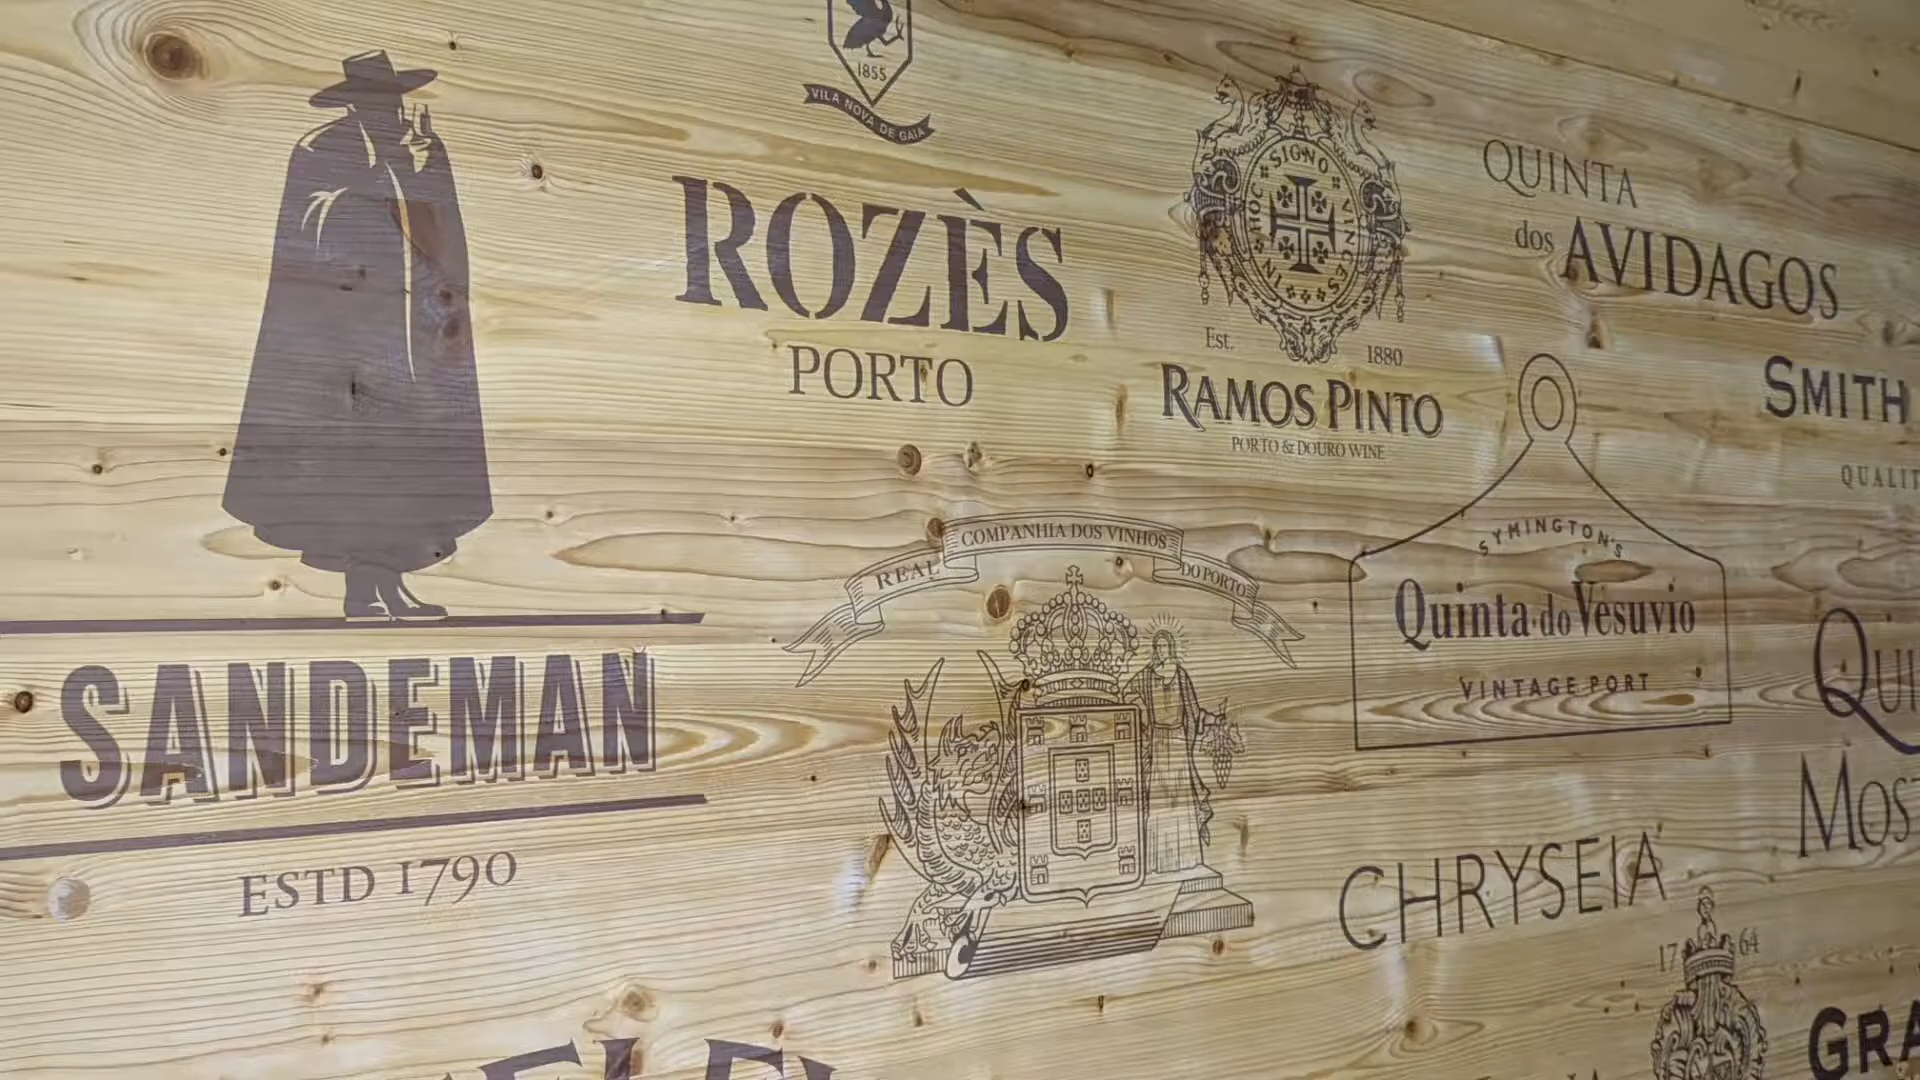 1855
VILA NOVA DE GAIA
ROZÈS
PORTO
IN HOC SIGNO VINCES
Est. 1880
RAMOS PINTO
PORTO & DOURO WINE
QUINTA
dos AVIDAGOS
SMITH
SANDEMAN
ESTD 1790
REAL COMPANHIA DOS VINHOS DO PORTO
SYMINGTON'S
Quinta do Vesuvio
VINTAGE PORT
CHRYSEIA
17 64